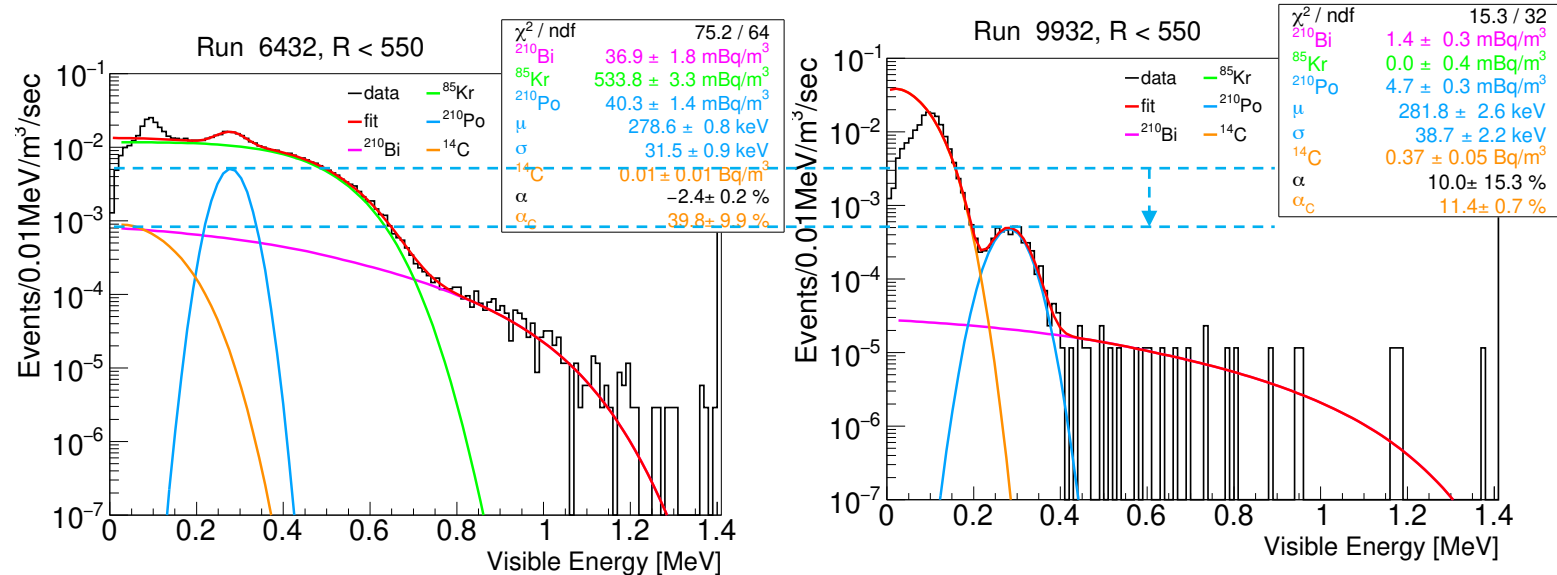 Run 6432, R < 550
χ² / ndf 75.2 / 64
²¹⁰Bi 36.9 ± 1.8 mBq/m³
⁸⁵Kr 533.8 ± 3.3 mBq/m³
²¹⁰Po 40.3 ± 1.4 mBq/m³
μ 278.6 ± 0.8 keV
σ 31.5 ± 0.9 keV
¹⁴C 0.01 ± 0.01 Bq/m³
α −2.4 ± 0.2 %
α_C 39.8 ± 9.9 %
data
⁸⁵Kr
fit
²¹⁰Po
²¹⁰Bi
¹⁴C
Events/0.01MeV/m³/sec
10⁻¹
10⁻²
10⁻³
10⁻⁴
10⁻⁵
10⁻⁶
10⁻⁷
0 0.2 0.4 0.6 0.8 1 1.2 1.4
Visible Energy [MeV]
Run 9932, R < 550
χ² / ndf 15.3 / 32
²¹⁰Bi 1.4 ± 0.3 mBq/m³
⁸⁵Kr 0.0 ± 0.4 mBq/m³
²¹⁰Po 4.7 ± 0.3 mBq/m³
μ 281.8 ± 2.6 keV
σ 38.7 ± 2.2 keV
¹⁴C 0.37 ± 0.05 Bq/m³
α 10.0± 15.3 %
α_C 11.4 ± 0.7 %
data
⁸⁵Kr
fit
²¹⁰Po
²¹⁰Bi
¹⁴C
Events/0.01MeV/m³/sec
10⁻¹
10⁻²
10⁻³
10⁻⁴
10⁻⁵
10⁻⁶
10⁻⁷
0 0.2 0.4 0.6 0.8 1 1.2 1.4
Visible Energy [MeV]